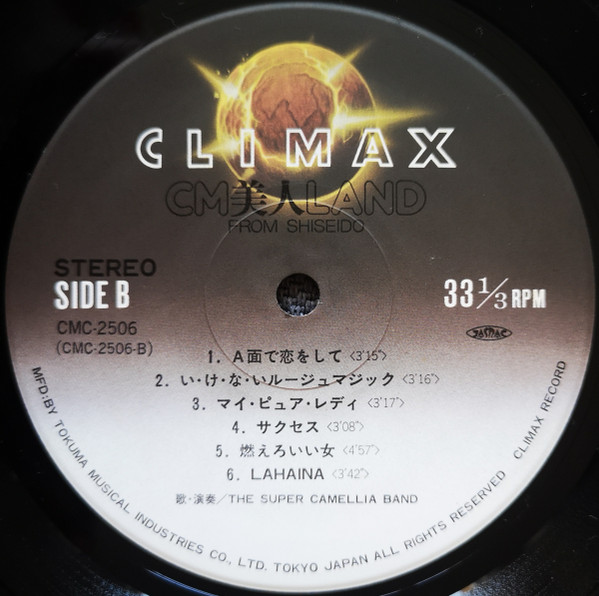 CLIMAX
CM美人LAND
FROM SHISEIDO
STEREO
SIDE B
33 1/3 RPM
CMC-2506
(CMC-2506-B)
JASRAC
1. A面で恋をして 〈3'15"〉
2. い・け・な・いルージュマジック 〈3'16"〉
3. マイ・ピュア・レディ 〈3'17"〉
4. サクセス 〈3'08"〉
5. 燃えろいい女 〈4'57"〉
6. LAHAINA 〈3'42"〉
歌・演奏/THE SUPER CAMELLIA BAND
MFD:BY TOKUMA MUSICAL INDUSTRIES CO., LTD. TOKYO JAPAN ALL RIGHTS RESERVED CLIMAX RECORD